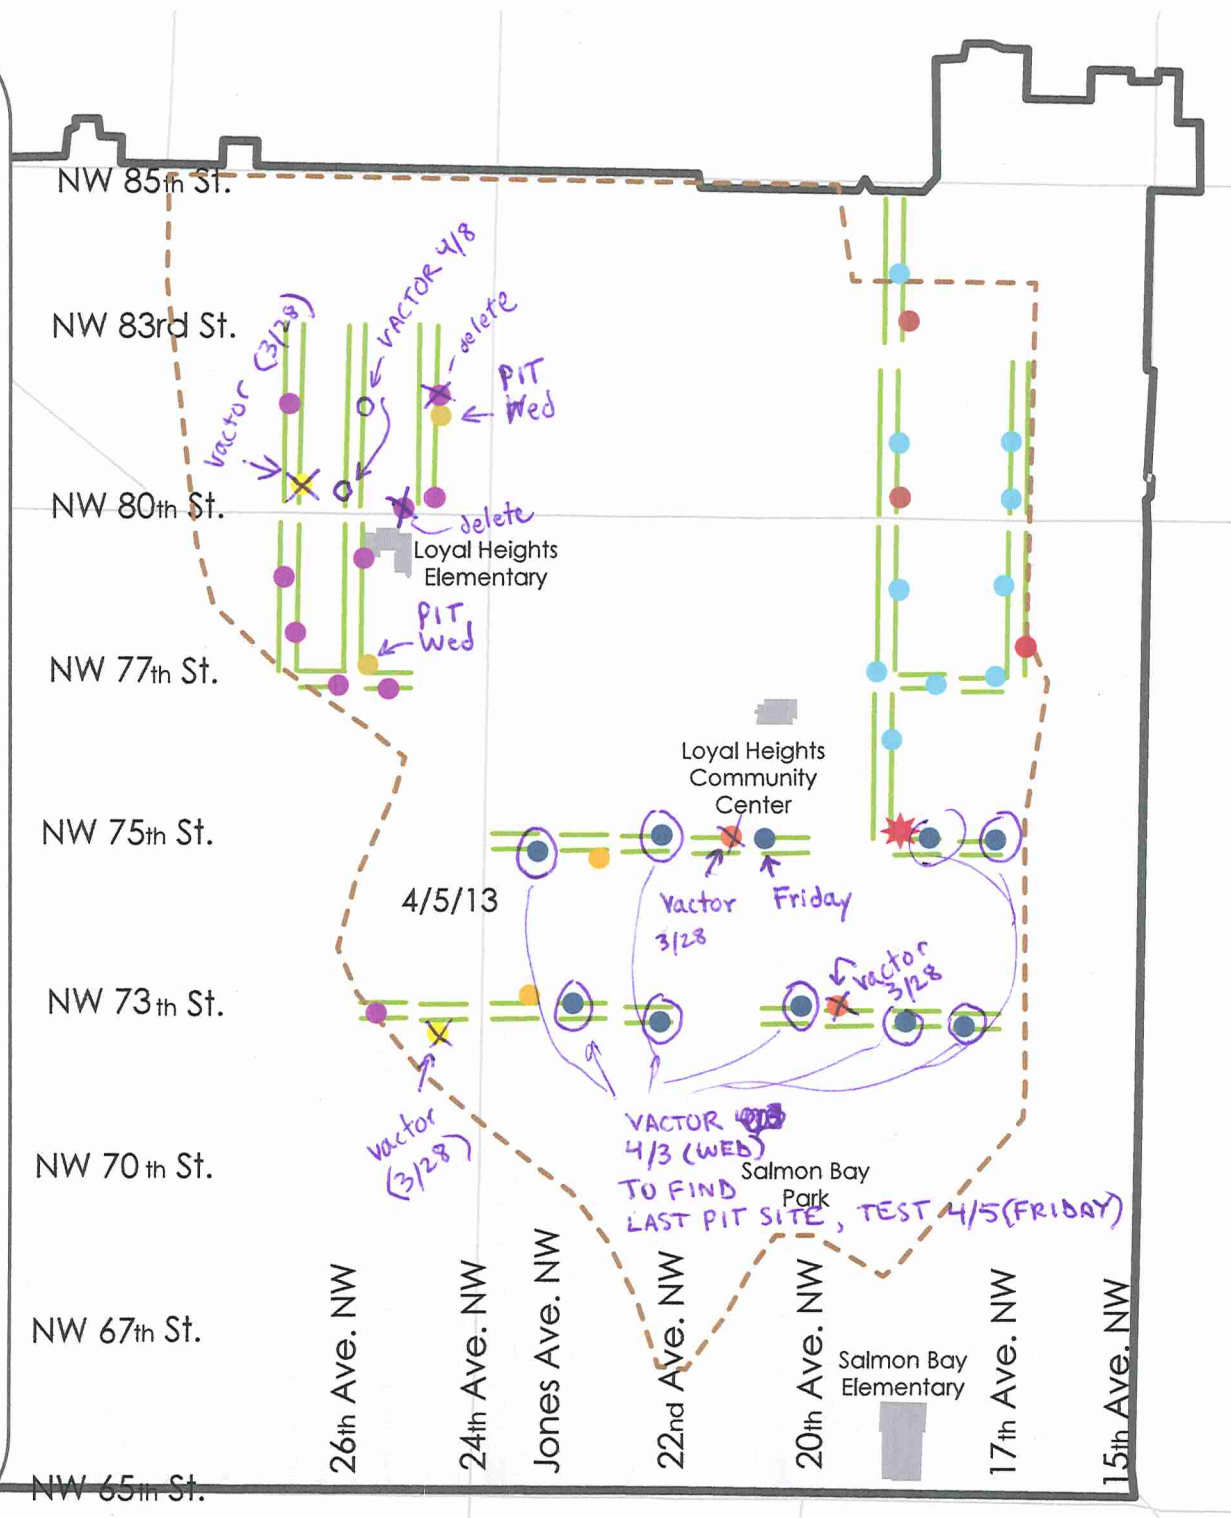 NW 85th St.
VACTOR 4/8
NW 83rd St.
vactor (3/28)
delete
PIT
Wed
NW 80th St.
delete
Loyal Heights
Elementary
PIT
Wed
NW 77th St.
Loyal Heights
Community
Center
NW 75th St.
4/5/13
Vactor
3/28
Friday
vactor
3/28
NW 73th St.
vactor
(3/28)
VACTOR
4/3 (WED)
TO FIND
LAST PIT SITE, TEST 4/5 (FRIDAY)
NW 70th St.
Salmon Bay
Park
NW 67th St.
Salmon Bay
Elementary
26th Ave. NW
24th Ave. NW
Jones Ave. NW
22nd Ave. NW
20th Ave. NW
17th Ave. NW
15th Ave. NW
NW 65th St.